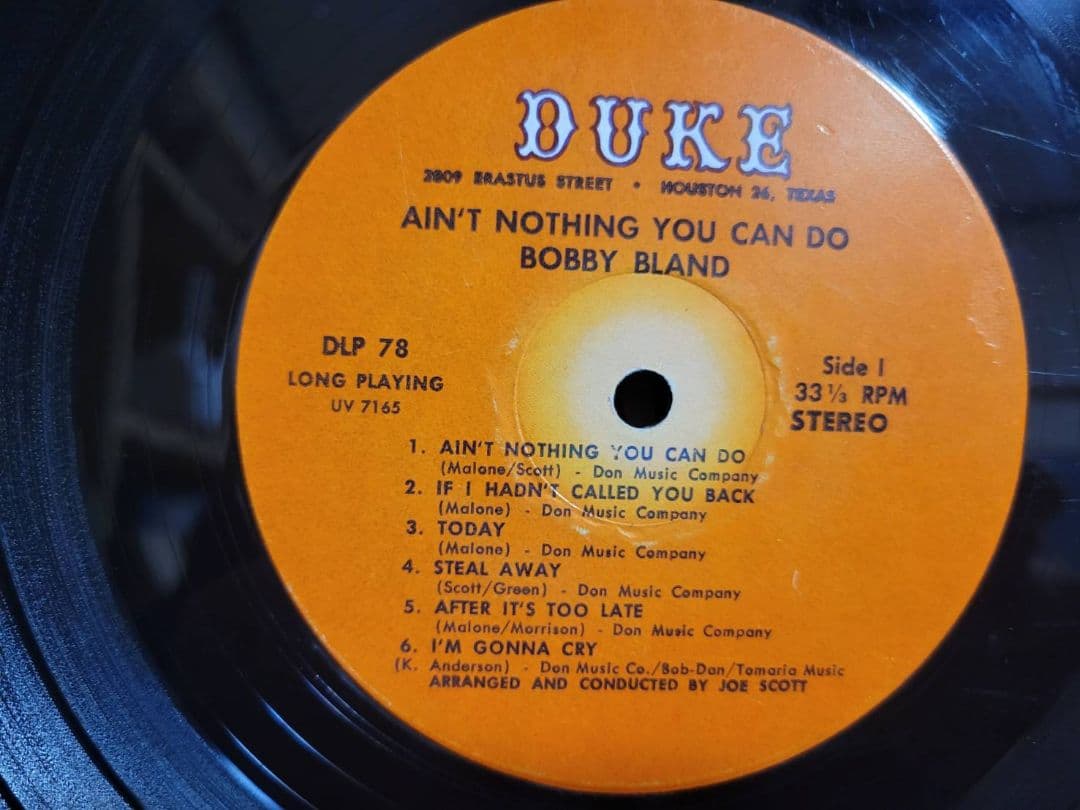 DUKE
2809 ERASTUS STREET • HOUSTON 26, TEXAS
AIN'T NOTHING YOU CAN DO
BOBBY BLAND
DLP 78
LONG PLAYING
UV 7165
Side I
33 ⅓ RPM
STEREO
1. AIN'T NOTHING YOU CAN DO
(Malone/Scott) - Don Music Company
2. IF I HADN'T CALLED YOU BACK
(Malone) - Don Music Company
3. TODAY
(Malone) - Don Music Company
4. STEAL AWAY
(Scott/Green) - Don Music Company
5. AFTER IT'S TOO LATE
(Malone/Morrison) - Don Music Company
6. I'M GONNA CRY
(K. Anderson) - Don Music Co./Bob-Dan/Tomaria Music
ARRANGED AND CONDUCTED BY JOE SCOTT